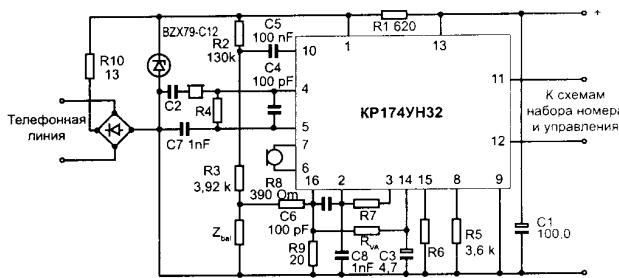 BZX79-C12
R10
13
R2
130k
C5
100 nF
C4
100 pF
R1 620
+
10
1
13
4
5
7
6
11
12
16
2
3
14
15
8
9
КР174УН32
К схемам
набора номера
и управления
Телефонная
линия
C2
R4
C7 1nF
R3
3,92 k
R8
390 Om
C6
100 pF
R7
Zbal
R9
20
RVA
C8
1nF
C3
4,7
R6
R5
3,6 k
C1
100,0